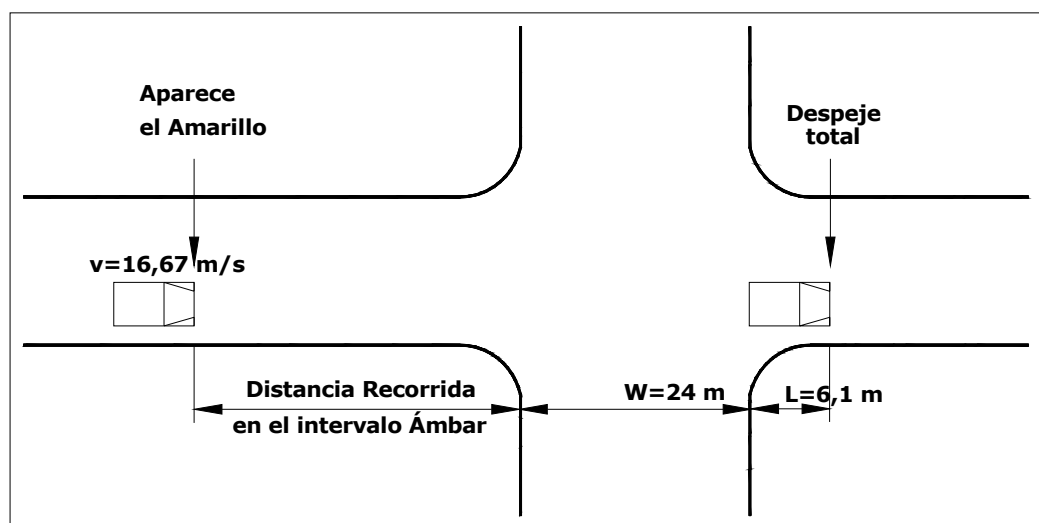 Aparece
el Amarillo
Despeje
total
v=16,67 m/s
Distancia Recorrida
en el intervalo Ámbar
W=24 m
L=6,1 m